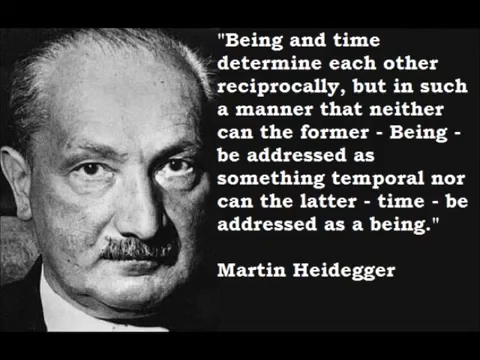 "Being and time
determine each other
reciprocally, but in such
a manner that neither
can the former - Being -
be addressed as
something temporal nor
can the latter - time - be
addressed as a being."
Martin Heidegger